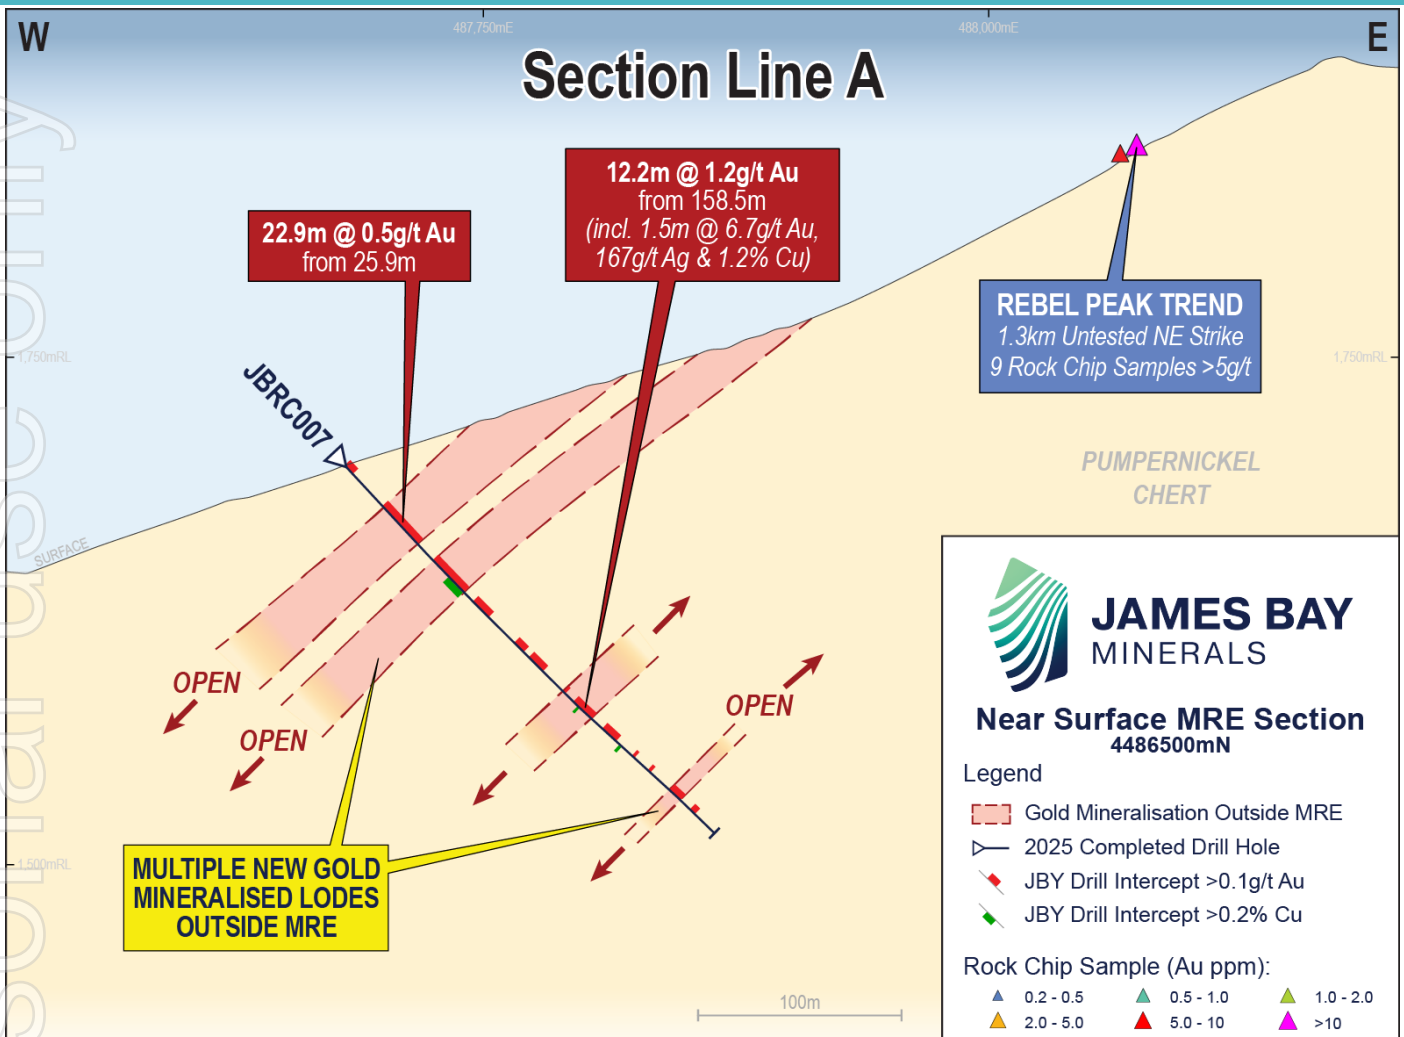 W
487,750mE
488,000mE
E
Section Line A
12.2m @ 1.2g/t Au
from 158.5m
(incl. 1.5m @ 6.7g/t Au,
167g/t Ag & 1.2% Cu)
22.9m @ 0.5g/t Au
from 25.9m
REBEL PEAK TREND
1.3km Untested NE Strike
9 Rock Chip Samples >5g/t
1,750mRL
1,750mRL
JBRC007
PUMPERNICKEL
CHERT
SURFACE
OPEN
OPEN
OPEN
1,500mRL
MULTIPLE NEW GOLD
MINERALISED LODES
OUTSIDE MRE
100m
JAMES BAY
MINERALS
Near Surface MRE Section
4486500mN
Legend
Gold Mineralisation Outside MRE
2025 Completed Drill Hole
JBY Drill Intercept >0.1g/t Au
JBY Drill Intercept >0.2% Cu
Rock Chip Sample (Au ppm):
0.2 - 0.5
0.5 - 1.0
1.0 - 2.0
2.0 - 5.0
5.0 - 10
>10